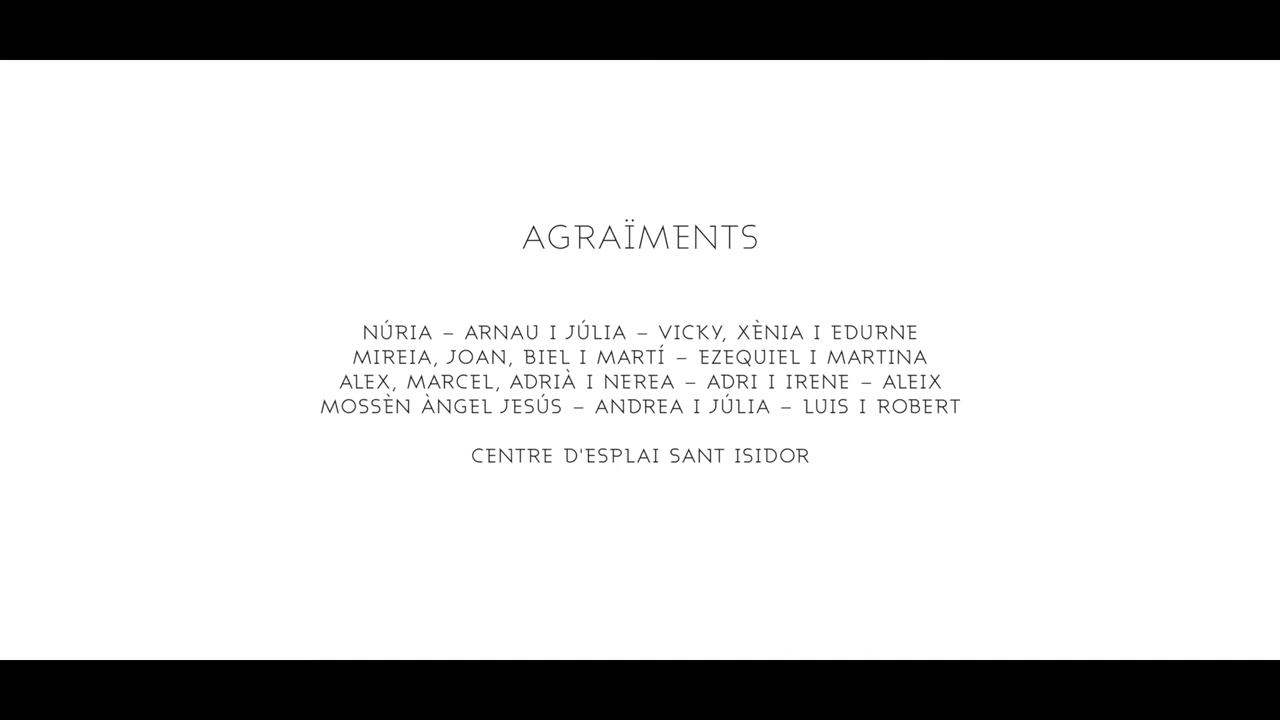 AGRAÏMENTS
NÚRIA – ARNAU I JÚLIA – VICKY, XÈNIA I EDURNE
MIREIA, JOAN, BIEL I MARTÍ – EZEQUIEL I MARTINA
ALEX, MARCEL, ADRIÀ I NEREA – ADRI I IRENE – ALEIX
MOSSÈN ÀNGEL JESÚS – ANDREA I JÚLIA – LUIS I ROBERT
CENTRE D'ESPLAI SANT ISIDOR